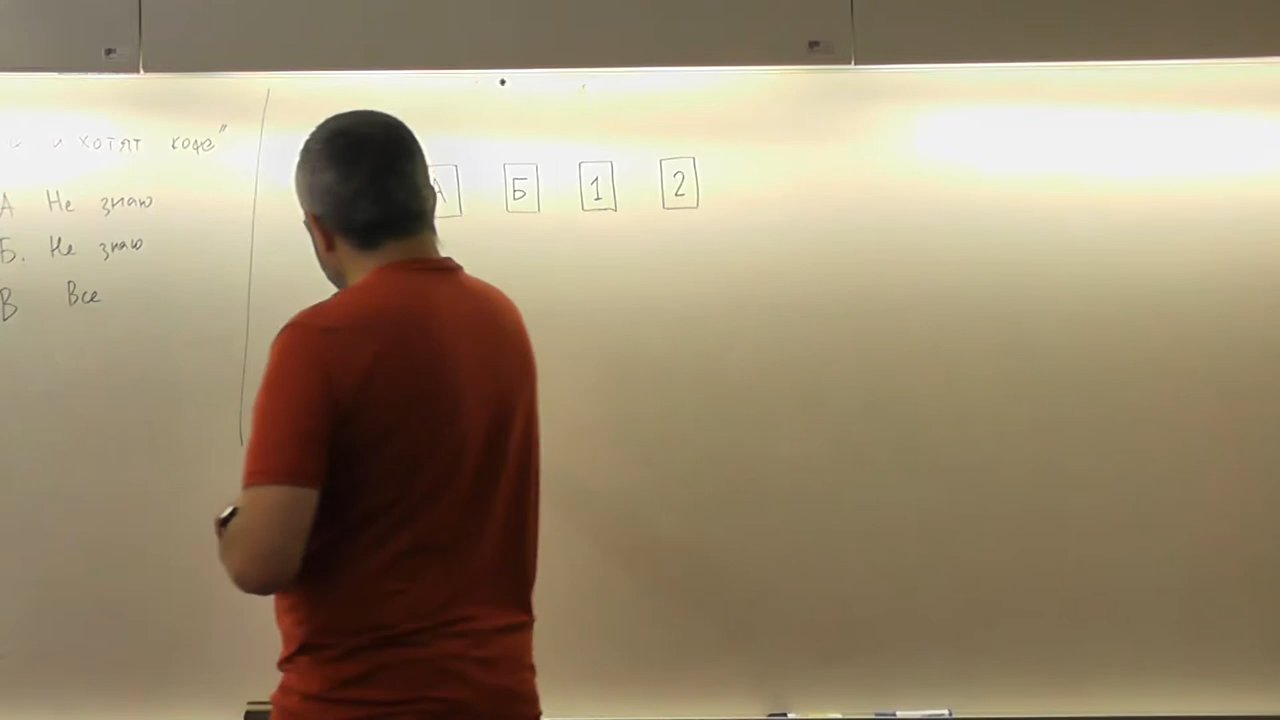 и хотят кофе"
А Не знаю
Б. Не знаю
В Все
А Б 1 2